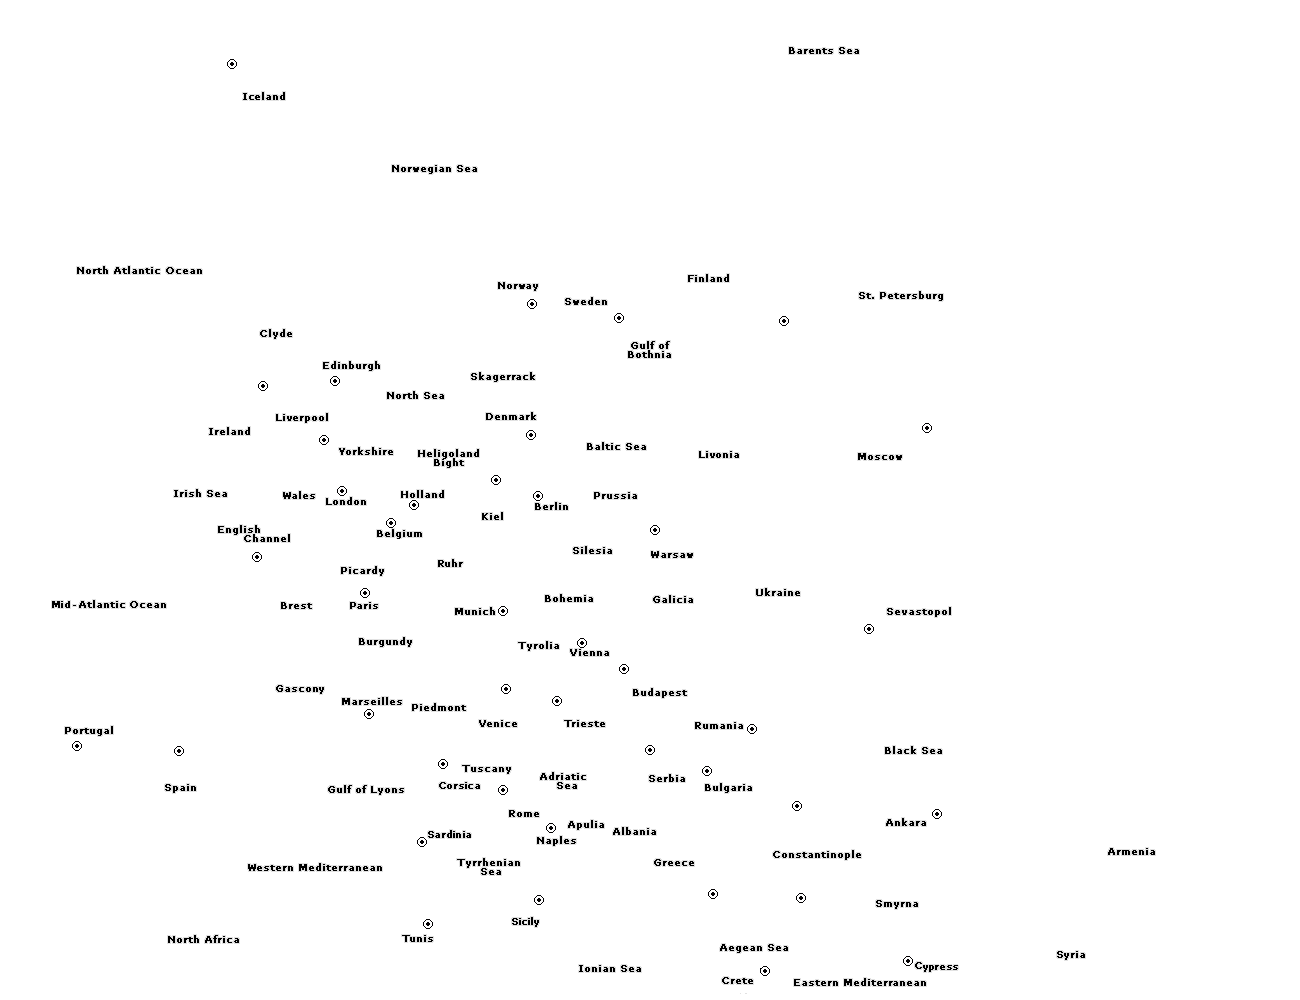 Barents Sea
Iceland
Norwegian Sea
North Atlantic Ocean
Finland
Norway
St. Petersburg
Sweden
Clyde
Gulf of
Bothnia
Edinburgh
Skagerrack
North Sea
Denmark
Liverpool
Ireland
Baltic Sea
Yorkshire
Heligoland
Bight
Livonia
Moscow
Irish Sea
Wales
London
Holland
Prussia
Berlin
Kiel
English
Channel
Belgium
Silesia
Warsaw
Ruhr
Picardy
Ukraine
Bohemia
Galicia
Mid-Atlantic Ocean
Brest
Paris
Munich
Sevastopol
Burgundy
Tyrolia
Vienna
Gascony
Budapest
Marseilles
Piedmont
Venice
Trieste
Rumania
Portugal
Black Sea
Tuscany
Adriatic
Sea
Serbia
Spain
Gulf of Lyons
Corsica
Bulgaria
Rome
Apulia
Albania
Ankara
Sardinia
Naples
Constantinople
Armenia
Tyrrhenian
Sea
Greece
Western Mediterranean
Smyrna
Sicily
North Africa
Tunis
Aegean Sea
Syria
Ionian Sea
Cypress
Crete
Eastern Mediterranean